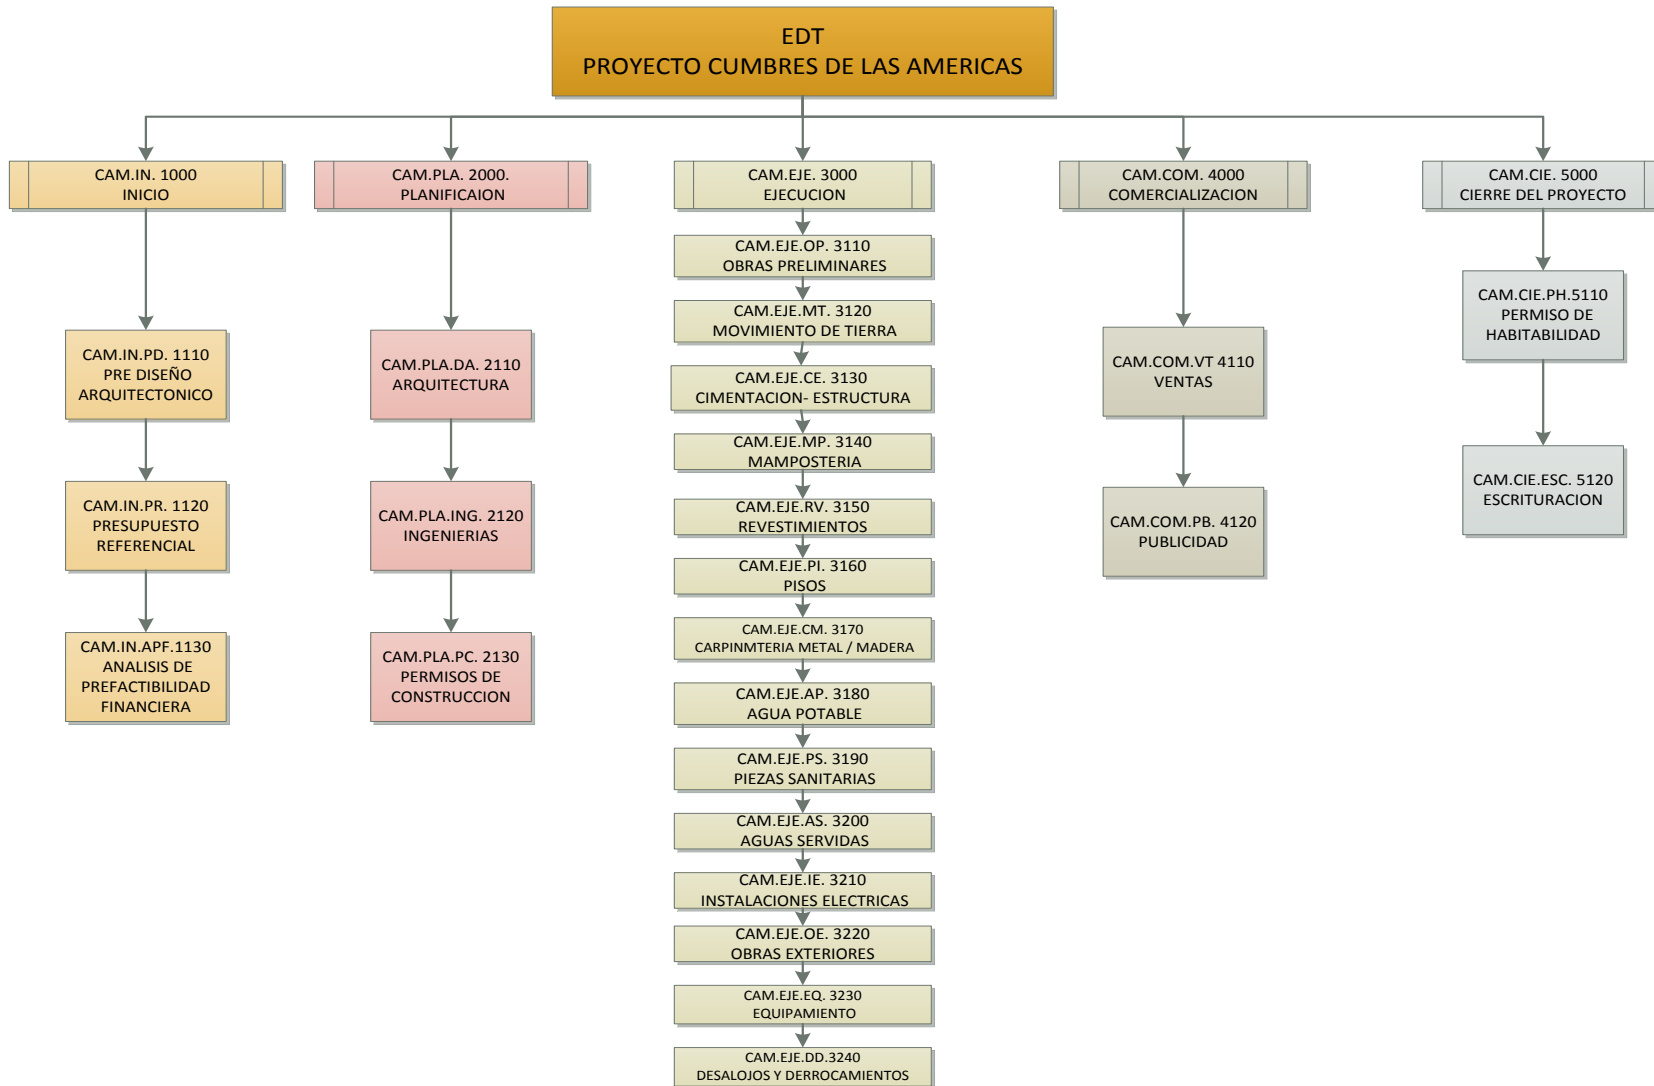 EDT
PROYECTO CUMBRES DE LAS AMERICAS
CAM.IN. 1000
INICIO
CAM.PLA. 2000.
PLANIFICAION
CAM.EJE. 3000
EJECUCION
CAM.COM. 4000
COMERCIALIZACION
CAM.CIE. 5000
CIERRE DEL PROYECTO
CAM.IN.PD. 1110
PRE DISEÑO
ARQUITECTONICO
CAM.IN.PR. 1120
PRESUPUESTO
REFERENCIAL
CAM.IN.APF.1130
ANALISIS DE
PREFACTIBILIDAD
FINANCIERA
CAM.PLA.DA. 2110
ARQUITECTURA
CAM.PLA.ING. 2120
INGENIERIAS
CAM.PLA.PC. 2130
PERMISOS DE
CONSTRUCCION
CAM.EJE.OP. 3110
OBRAS PRELIMINARES
CAM.EJE.MT. 3120
MOVIMIENTO DE TIERRA
CAM.EJE.CE. 3130
CIMENTACION- ESTRUCTURA
CAM.EJE.MP. 3140
MAMPOSTERIA
CAM.EJE.RV. 3150
REVESTIMIENTOS
CAM.EJE.PI. 3160
PISOS
CAM.EJE.CM. 3170
CARPINMTERIA METAL / MADERA
CAM.EJE.AP. 3180
AGUA POTABLE
CAM.EJE.PS. 3190
PIEZAS SANITARIAS
CAM.EJE.AS. 3200
AGUAS SERVIDAS
CAM.EJE.IE. 3210
INSTALACIONES ELECTRICAS
CAM.EJE.OE. 3220
OBRAS EXTERIORES
CAM.EJE.EQ. 3230
EQUIPAMIENTO
CAM.EJE.DD.3240
DESALOJOS Y DERROCAMIENTOS
CAM.COM.VT 4110
VENTAS
CAM.COM.PB. 4120
PUBLICIDAD
CAM.CIE.PH.5110
PERMISO DE
HABITABILIDAD
CAM.CIE.ESC. 5120
ESCRITURACION